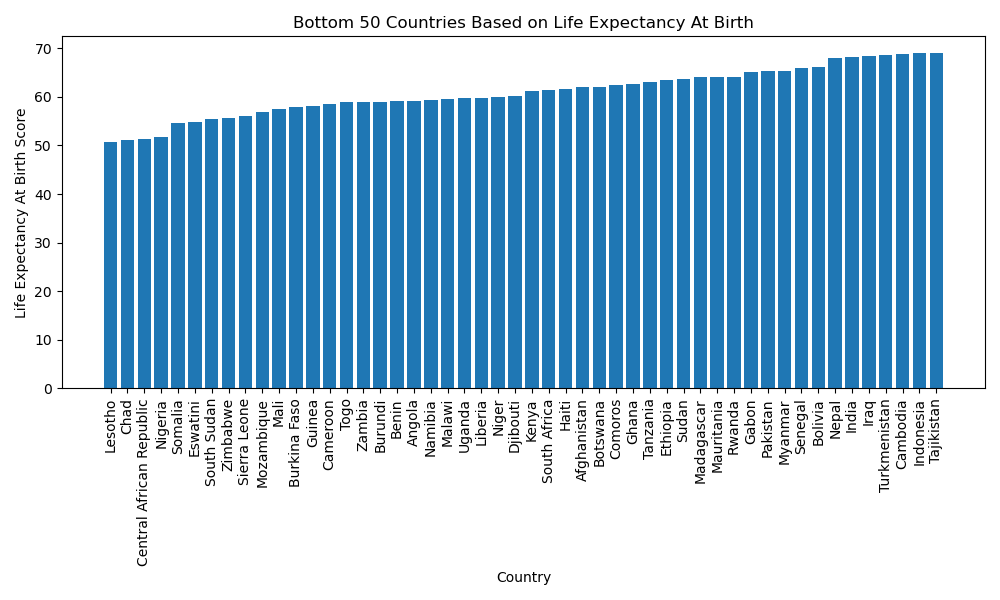 Bottom 50 Countries Based on Life Expectancy At Birth
Life Expectancy At Birth Score
70
60
50
40
30
20
10
0
Lesotho
Chad
Central African Republic
Nigeria
Somalia
Eswatini
South Sudan
Zimbabwe
Sierra Leone
Mozambique
Mali
Burkina Faso
Guinea
Cameroon
Togo
Zambia
Burundi
Benin
Angola
Namibia
Malawi
Uganda
Liberia
Niger
Djibouti
Kenya
South Africa
Haiti
Afghanistan
Botswana
Comoros
Ghana
Tanzania
Ethiopia
Sudan
Madagascar
Mauritania
Rwanda
Gabon
Pakistan
Myanmar
Senegal
Bolivia
Nepal
India
Iraq
Turkmenistan
Cambodia
Indonesia
Tajikistan
Country